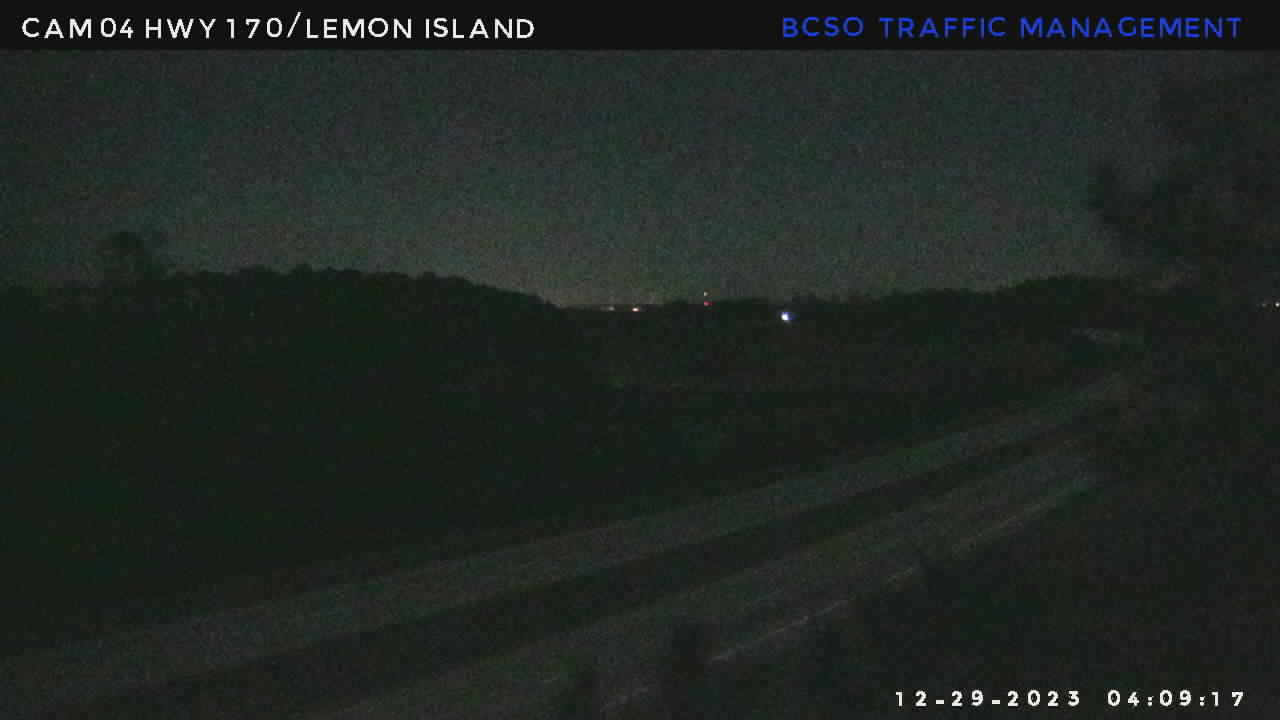 CAM04 HWY 170/LEMON ISLAND
BCSO TRAFFIC MANAGEMENT
12-29-2023 04:09:17